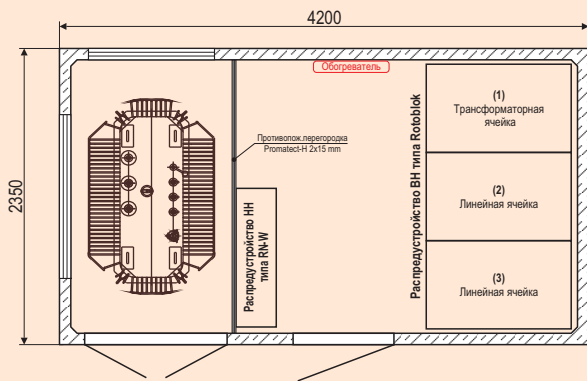 4200
2350
Обогреватель
Противопож.перегородка
Promatect-H 2x15 mm
Распредустройство НН
типа RN-W
Распредустройство ВН типа Rotoblok
(1)
Трансформаторная
ячейка
(2)
Линейная ячейка
(3)
Линейная ячейка